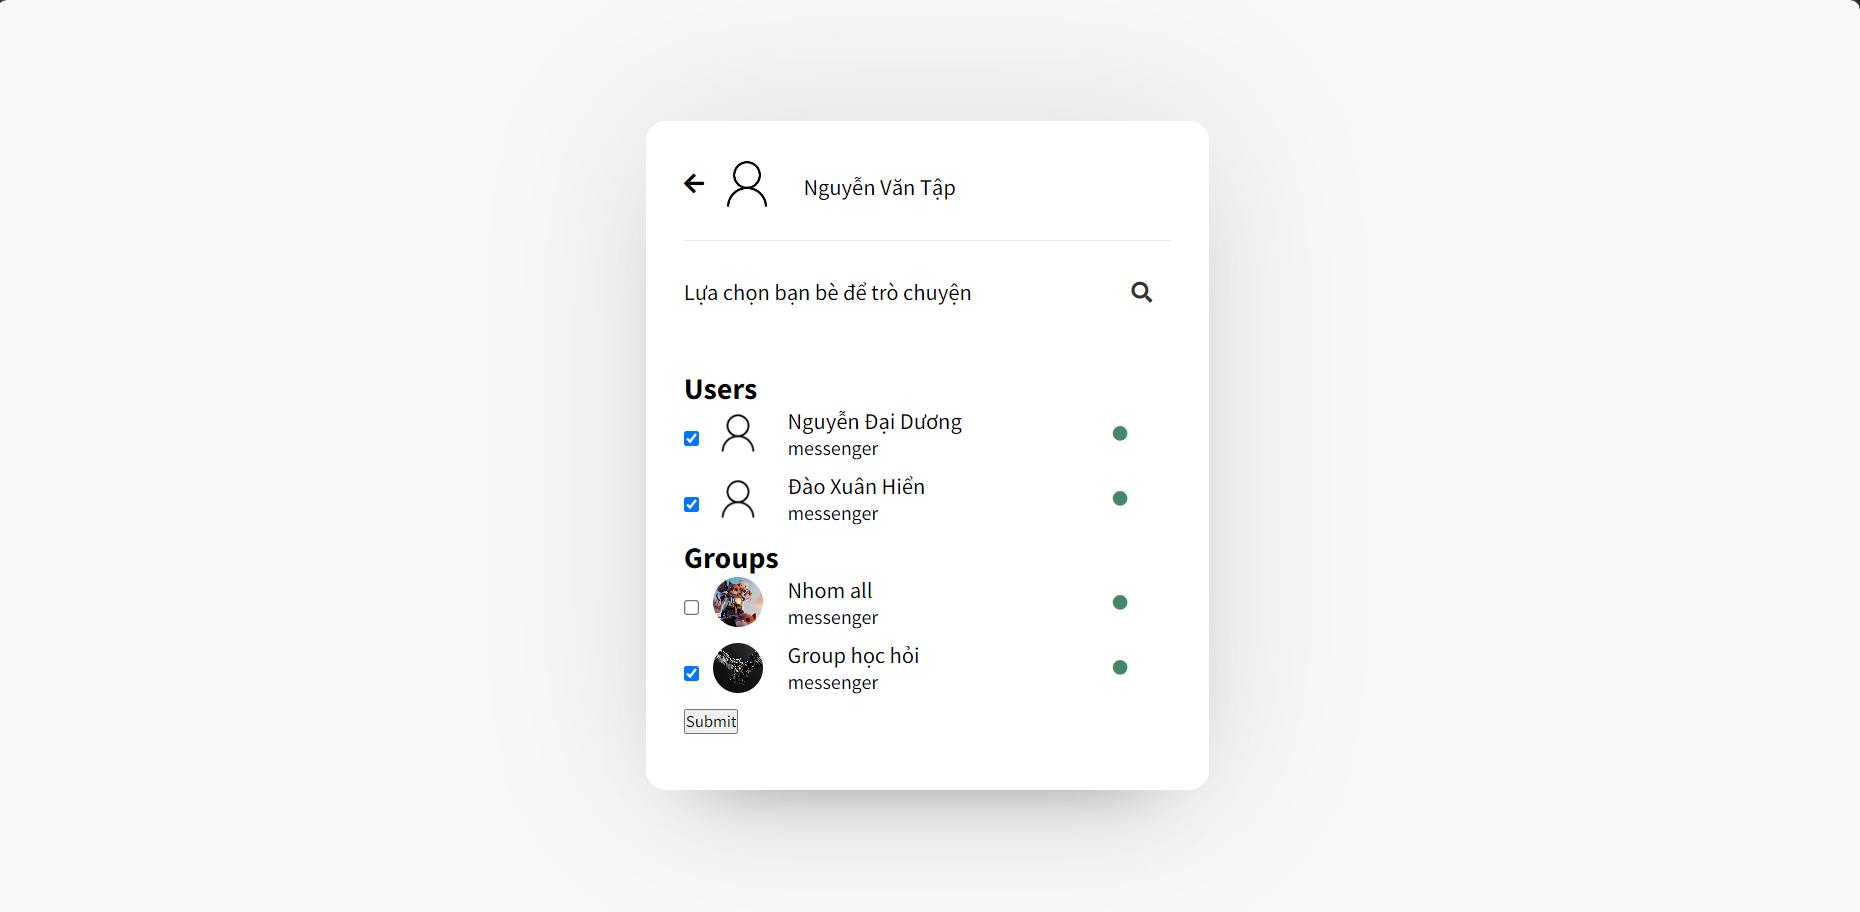 Nguyễn Văn Tập
Lựa chọn bạn bè để trò chuyện
Users
Nguyễn Đại Dương
messenger
Đào Xuân Hiển
messenger
Groups
Nhom all
messenger
Group học hỏi
messenger
Submit